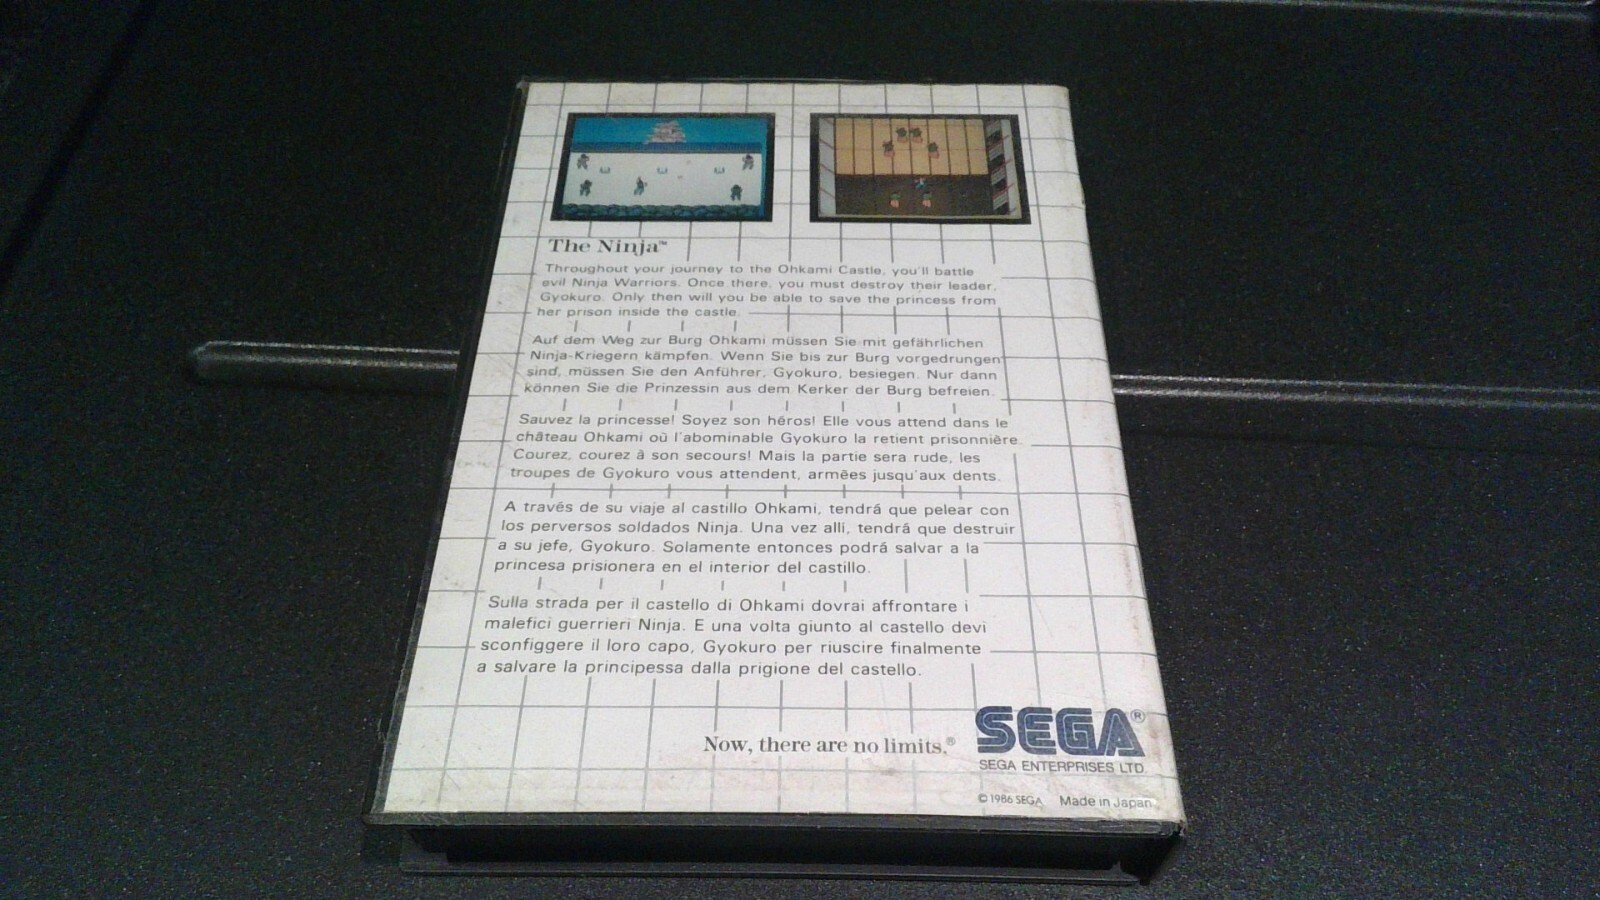 The Ninja™
Throughout your journey to the Ohkami Castle, you'll battle
evil Ninja Warriors. Once there, you must destroy their leader,
Gyokuro. Only then will you be able to save the princess from
her prison inside the castle.
Auf dem Weg zur Burg Ohkami müssen Sie mit gefährlichen
Ninja-Kriegern kämpfen. Wenn Sie bis zur Burg vorgedrungen
sind, müssen Sie den Anführer, Gyokuro, besiegen. Nur dann
können Sie die Prinzessin aus dem Kerker der Burg befreien.
Sauvez la princesse! Soyez son héros! Elle vous attend dans le
château Ohkami où l'abominable Gyokuro la retient prisonnière.
Courez, courez à son secours! Mais la partie sera rude, les
troupes de Gyokuro vous attendent, armées jusqu'aux dents.
A través de su viaje al castillo Ohkami, tendrá que pelear con
los perversos soldados Ninja. Una vez allí, tendrá que destruir
a su jefe, Gyokuro. Solamente entonces podrá salvar a la
princesa prisionera en el interior del castillo.
Sulla strada per il castello di Ohkami dovrai affrontare i
malefici guerrieri Ninja. E una volta giunto al castello devi
sconfiggere il loro capo, Gyokuro per riuscire finalmente
a salvare la principessa dalla prigione del castello.
Now, there are no limits.®
SEGA®
SEGA ENTERPRISES LTD.
© 1986 SEGA Made in Japan